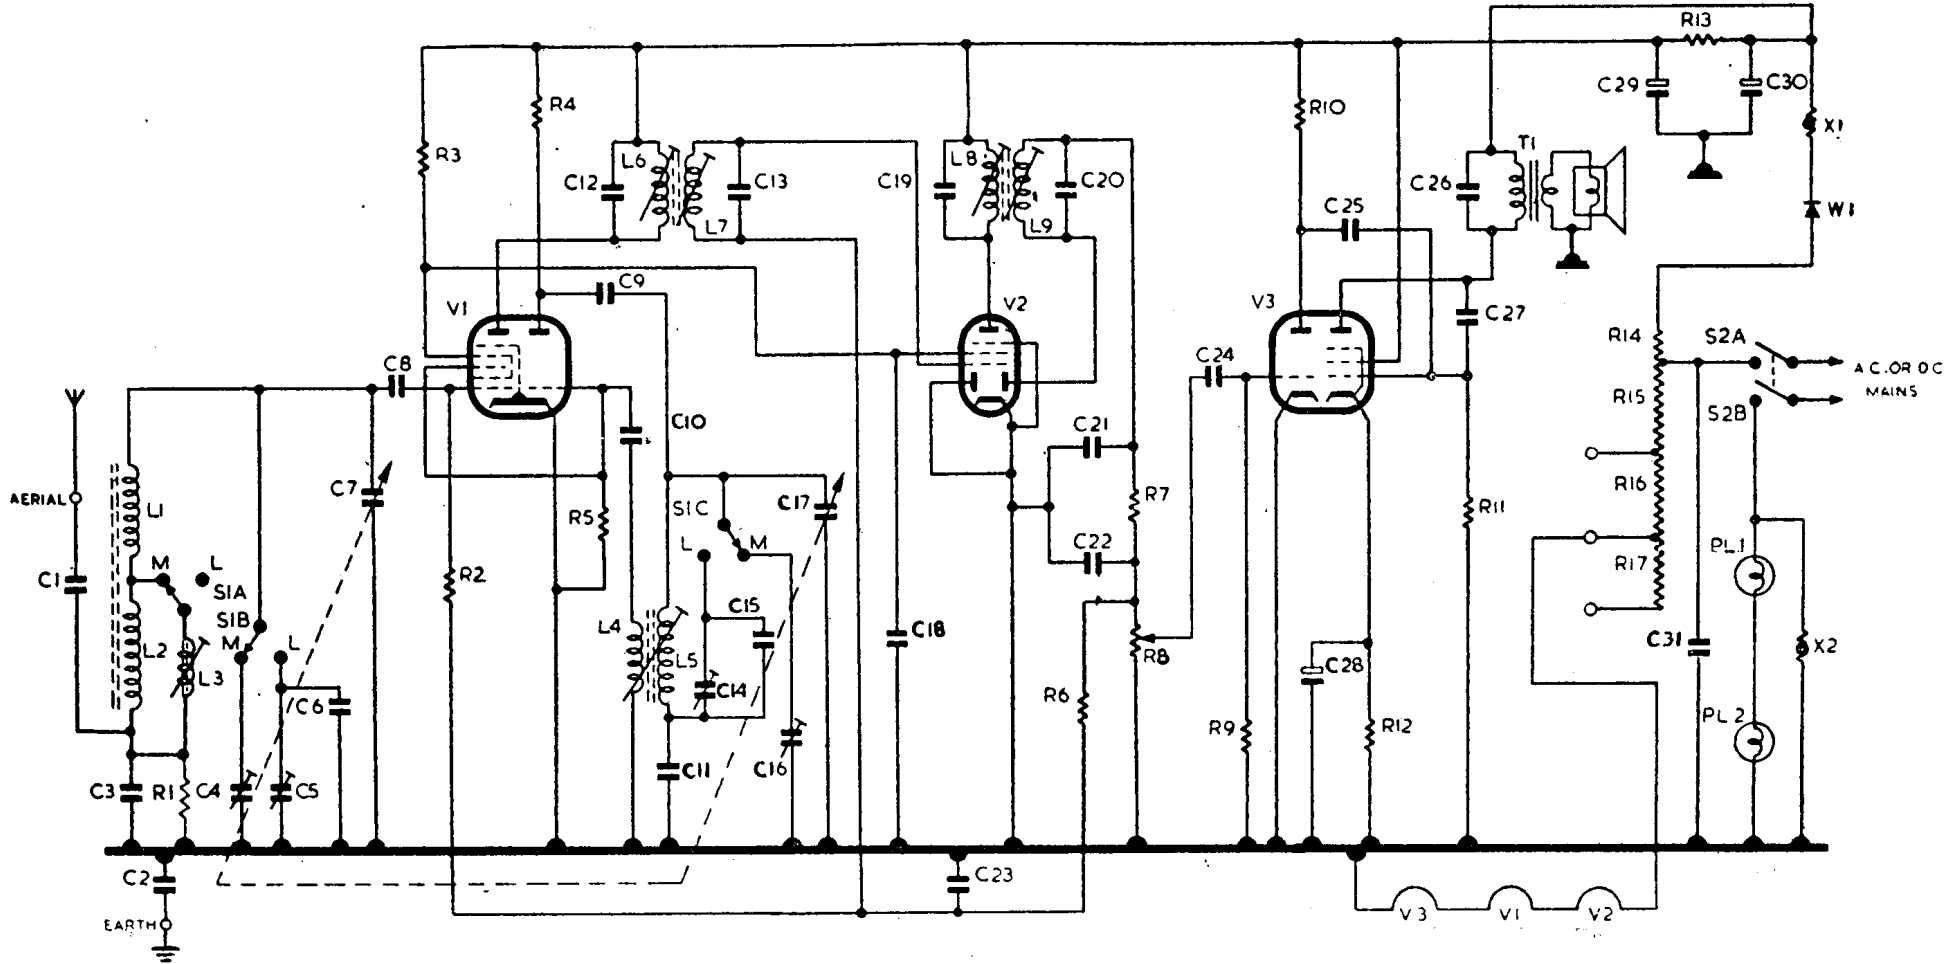 R13
C29
C30
R4
R10
X1
R3
L6
L8
T1
C12
C13
C19
C20
C26
L7
L9
C25
W1
C9
V1
V2
V3
C27
R14
S2A
A C. OR D C
MAINS
C8
C24
R15
S2B
C10
C21
AERIAL
L1
C7
R5
S1C
C17
R7
R11
R16
L
M
C22
PL.1
C1
M
L
S1A
R2
R17
S1B
M
L
L2
L3
L4
L5
C15
C18
R8
C31
X2
C28
C14
C6
R6
PL 2
R9
R12
C3
R1
C4
C5
C11
C16
C2
C23
EARTH
V3
V1
V2